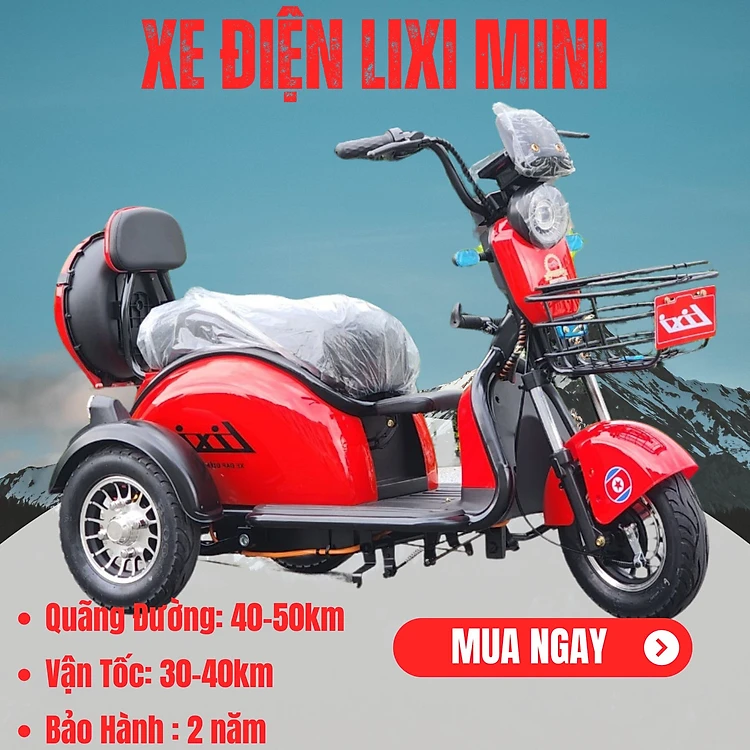 XE ĐIỆN LIXI MINI
lixi
lixi
• Quãng Đường: 40-50km
• Vận Tốc: 30-40km
• Bảo Hành : 2 năm
MUA NGAY